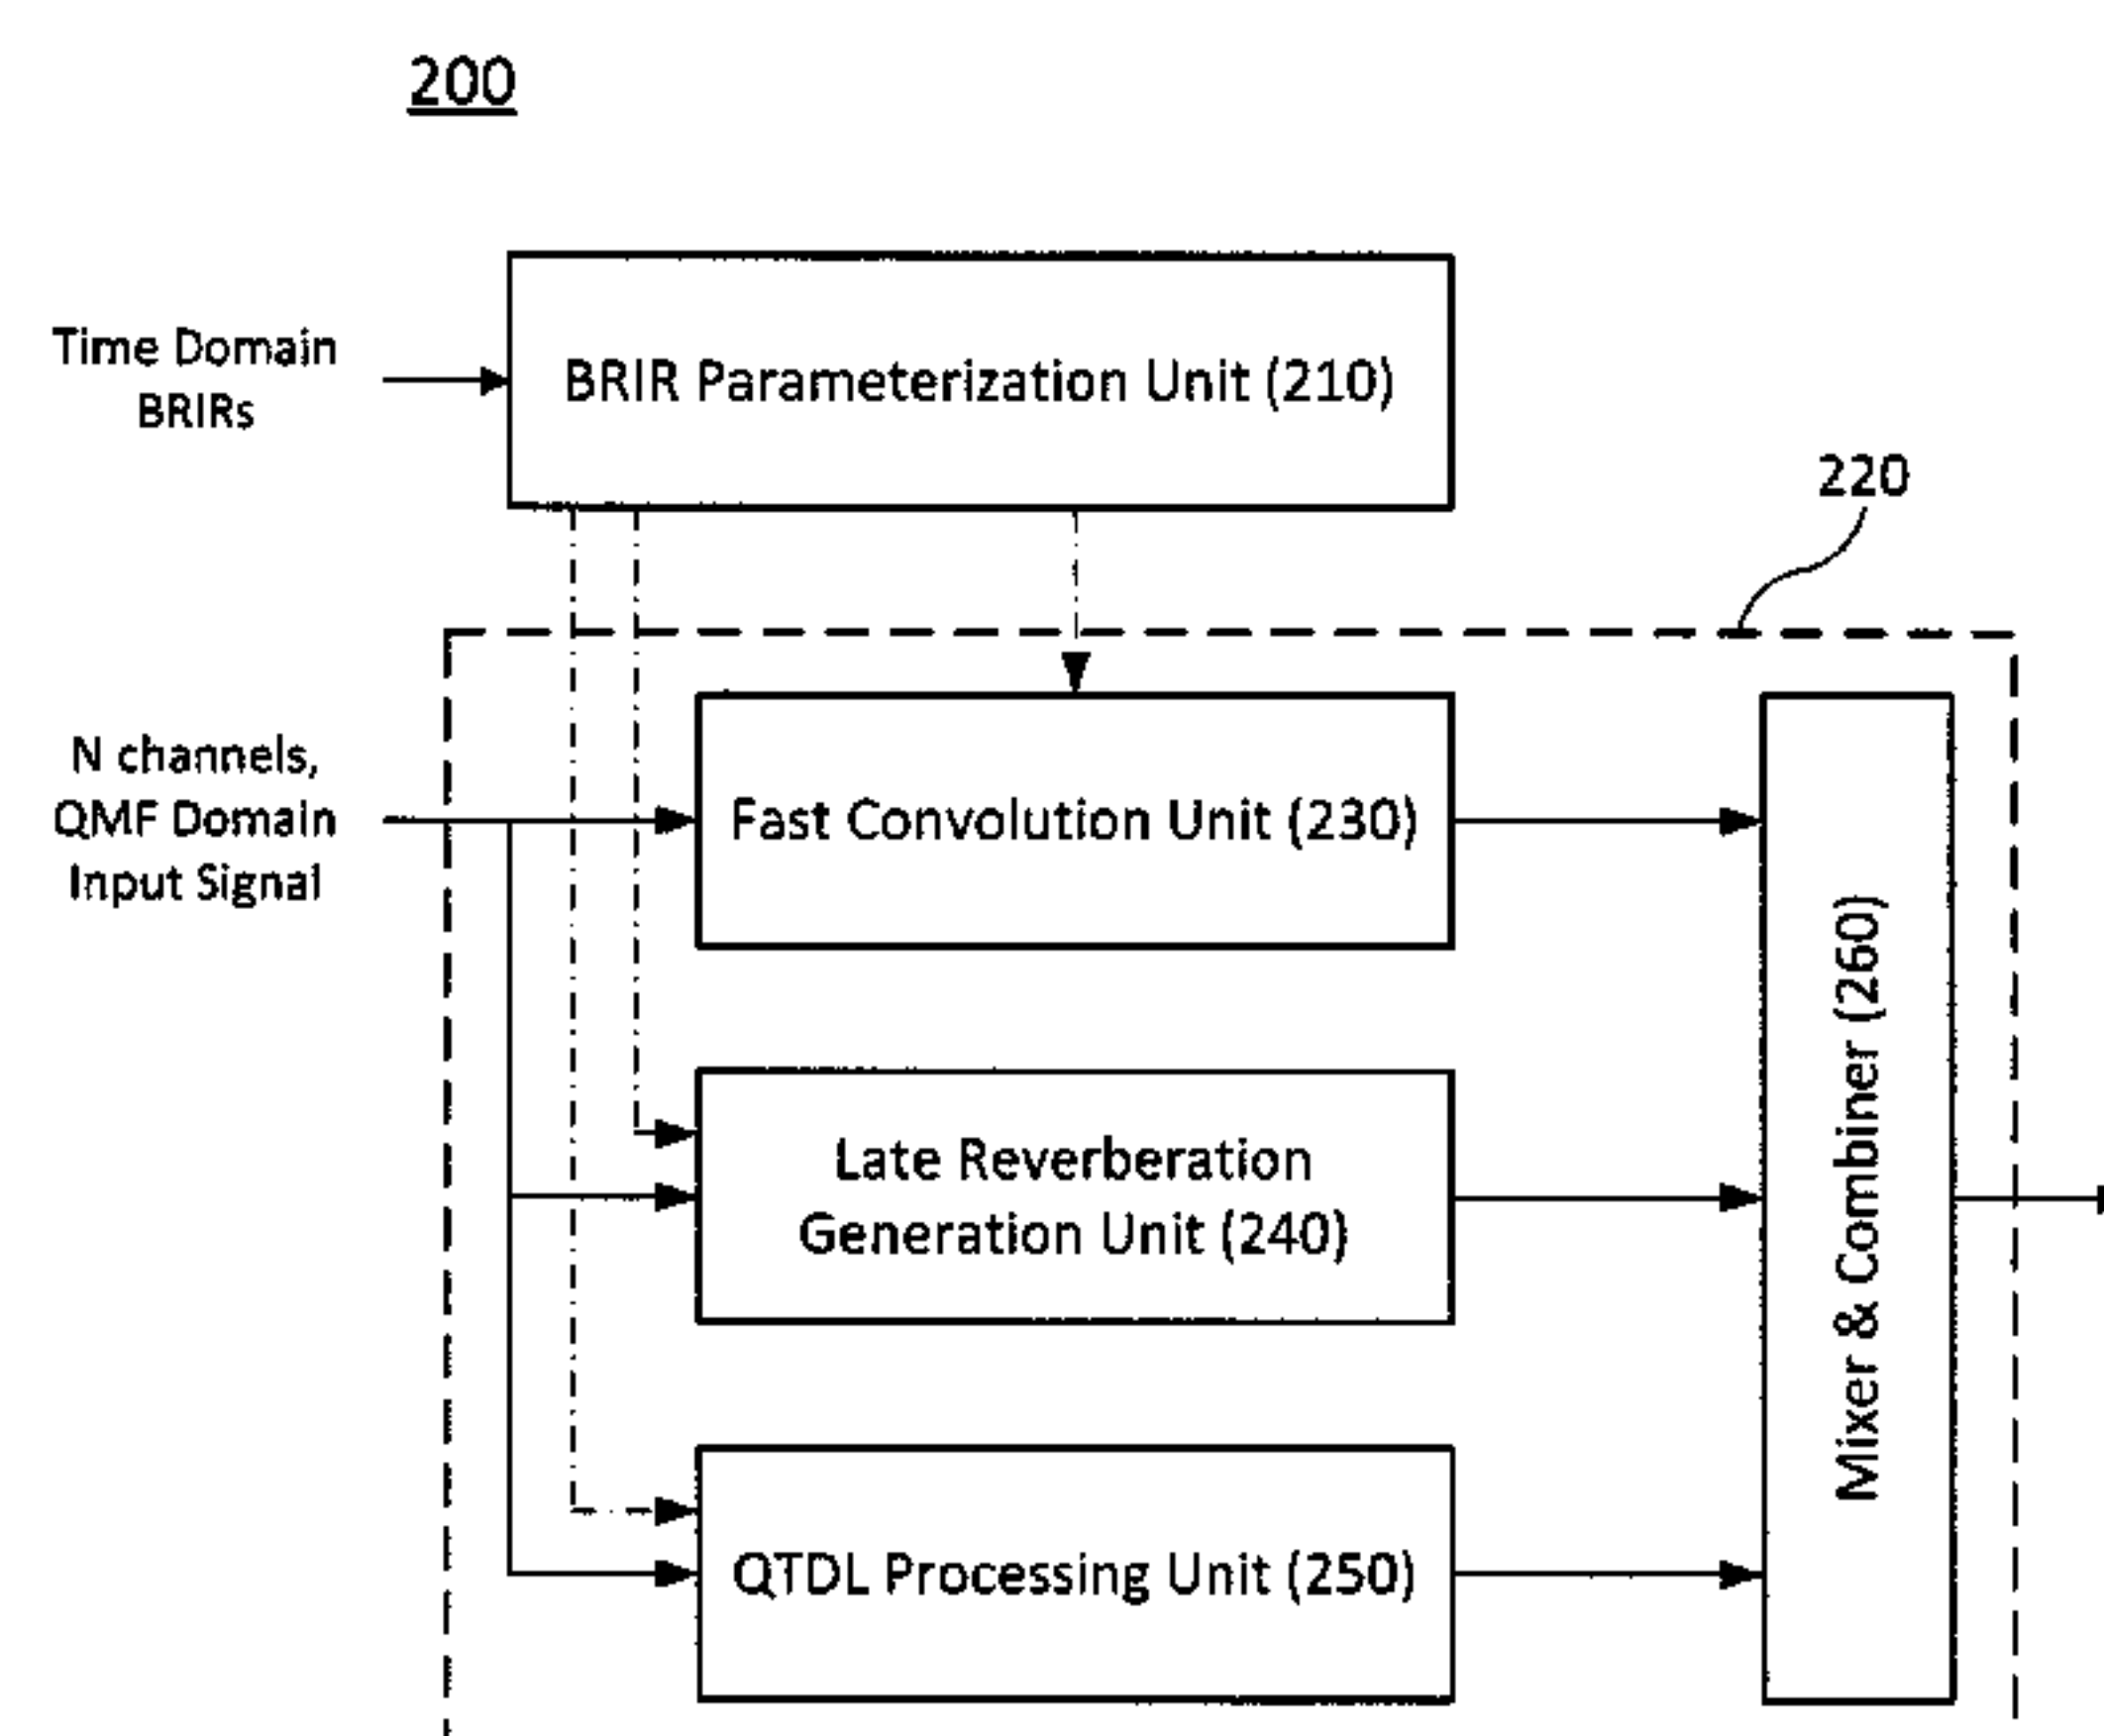 200
Time Domain
BRIRs
BRIR Parameterization Unit (210)
220
N channels,
QMF Domain
Input Signal
Fast Convolution Unit (230)
Late Reverberation
Generation Unit (240)
QTDL Processing Unit (250)
Mixer & Combiner (260)